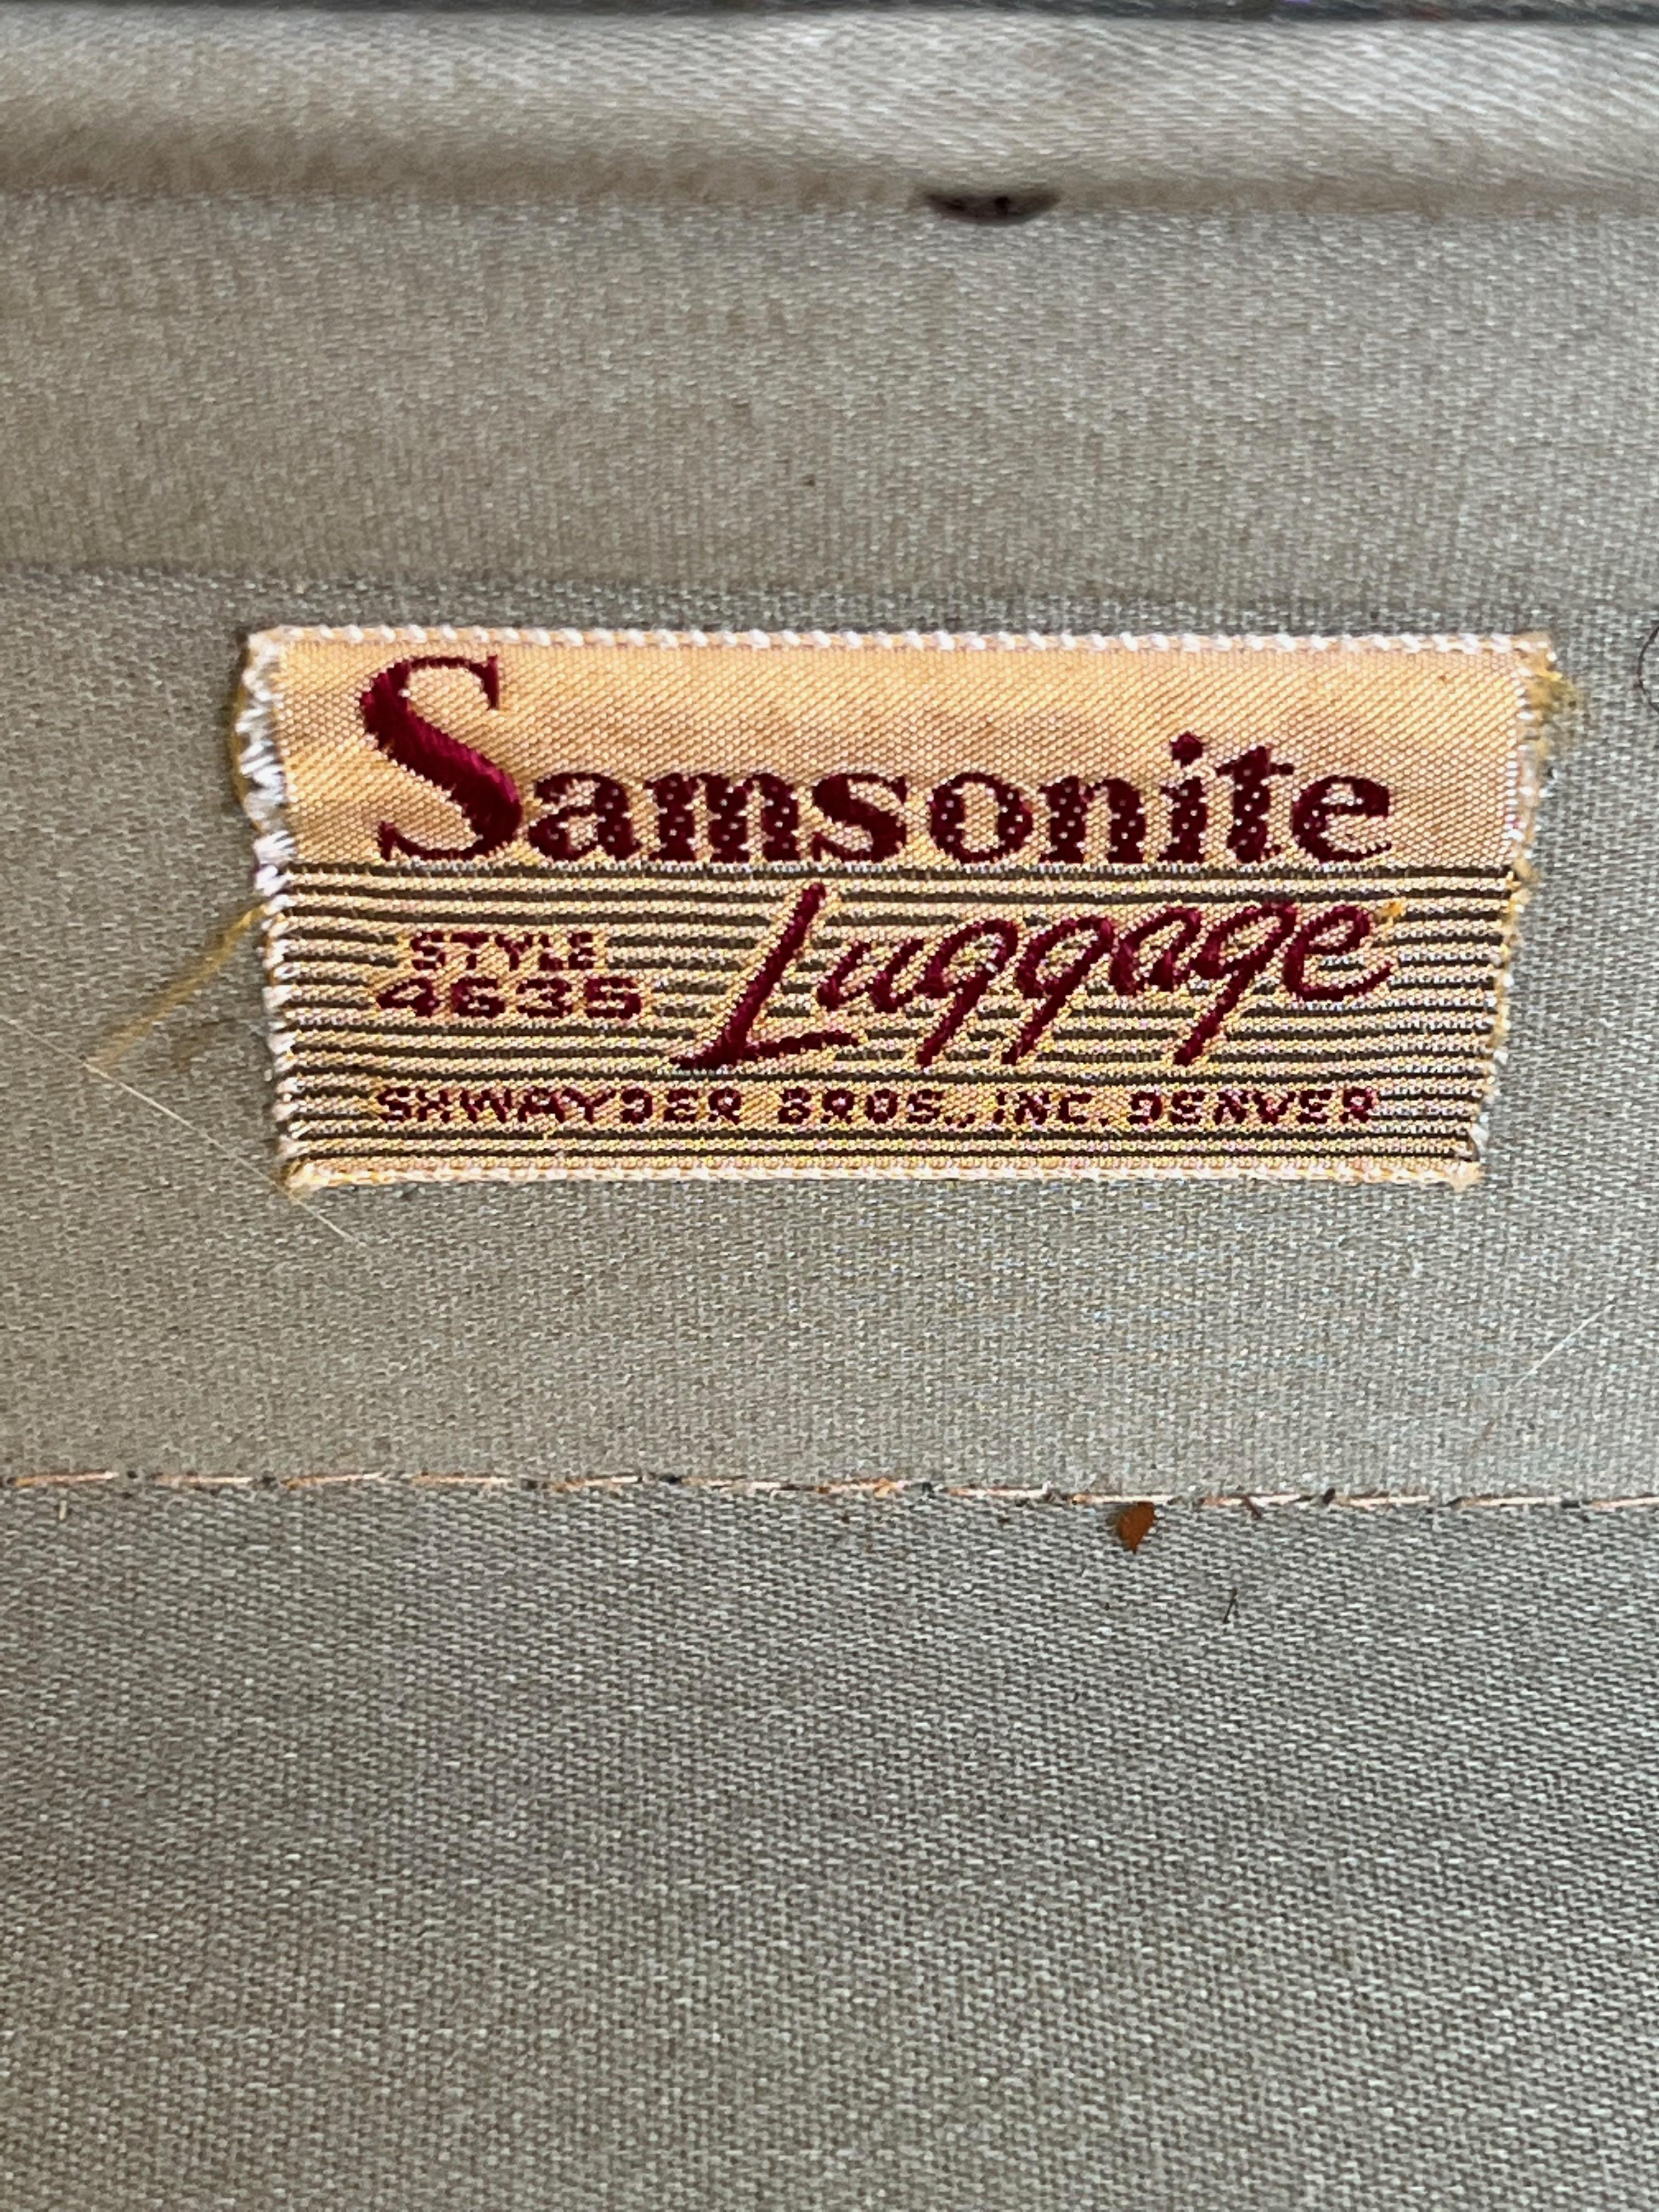 Samsonite
Luggage
STYLE
4635
SHWAYDER BROS., INC. DENVER